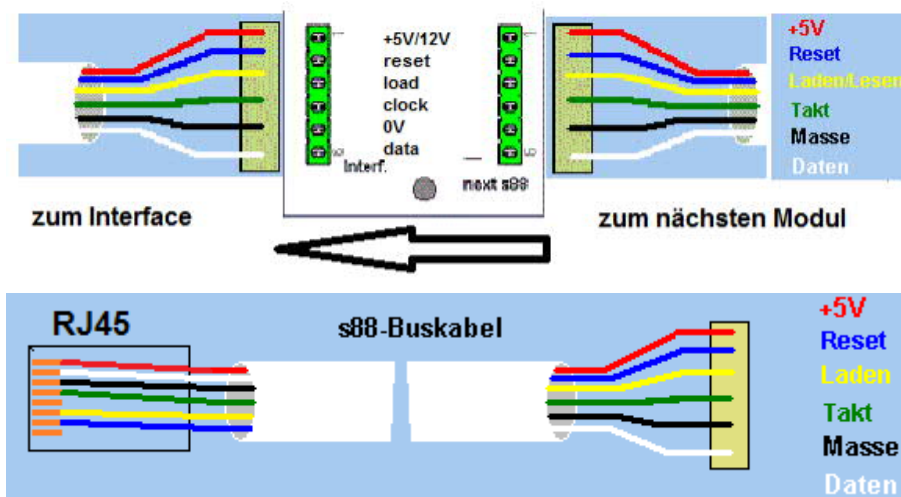 +5V/12V
reset
load
clock
0V
data
Interf.
next s88
+5V
Reset
Laden/Lesen
Takt
Masse
Daten
zum Interface
zum nächsten Modul
RJ45
s88-Buskabel
+5V
Reset
Laden
Takt
Masse
Daten